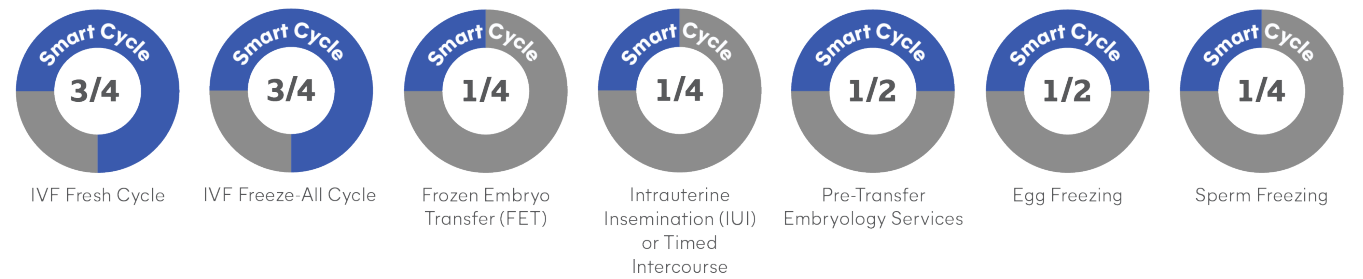 Smart Cycle
3/4
IVF Fresh Cycle
Smart Cycle
3/4
IVF Freeze-All Cycle
Smart Cycle
1/4
Frozen Embryo
Transfer (FET)
Smart Cycle
1/4
Intrauterine
Insemination (IUI)
or Timed
Intercourse
Smart Cycle
1/2
Pre-Transfer
Embryology Services
Smart Cycle
1/2
Egg Freezing
Smart Cycle
1/4
Sperm Freezing